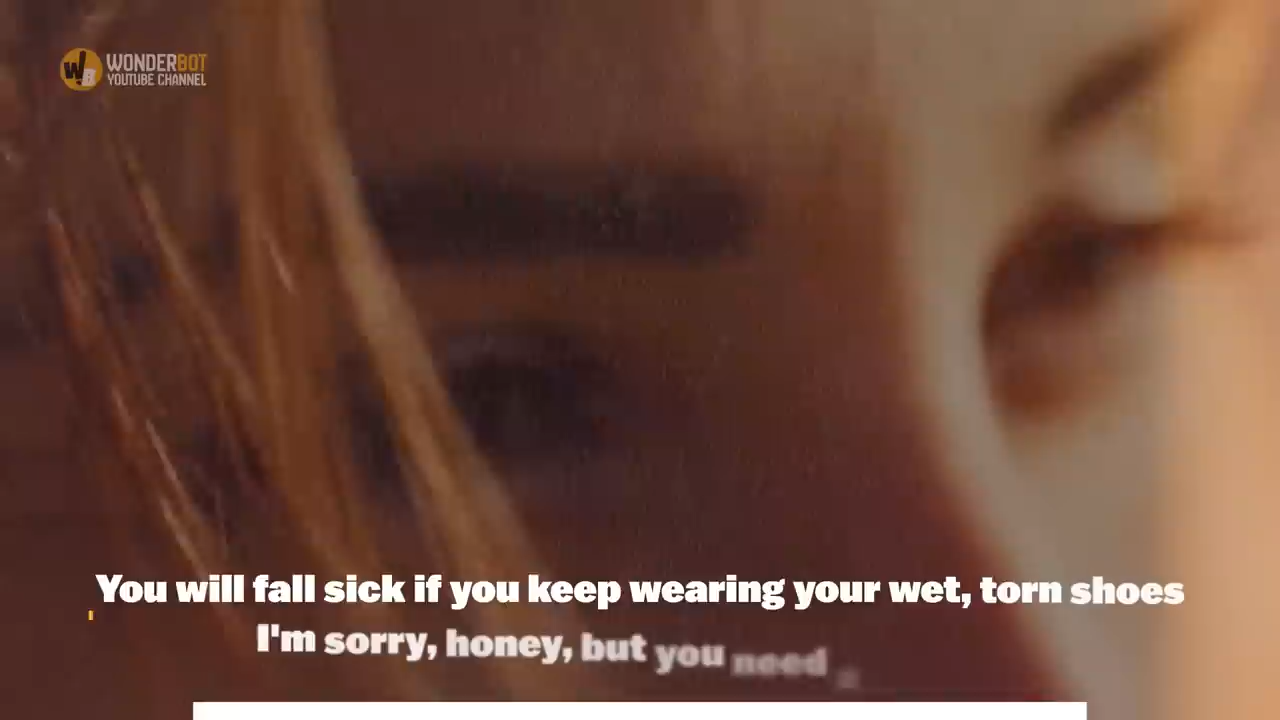 WONDERBOT
YOUTUBE CHANNEL
You will fall sick if you keep wearing your wet, torn shoes
I'm sorry, honey, but you need